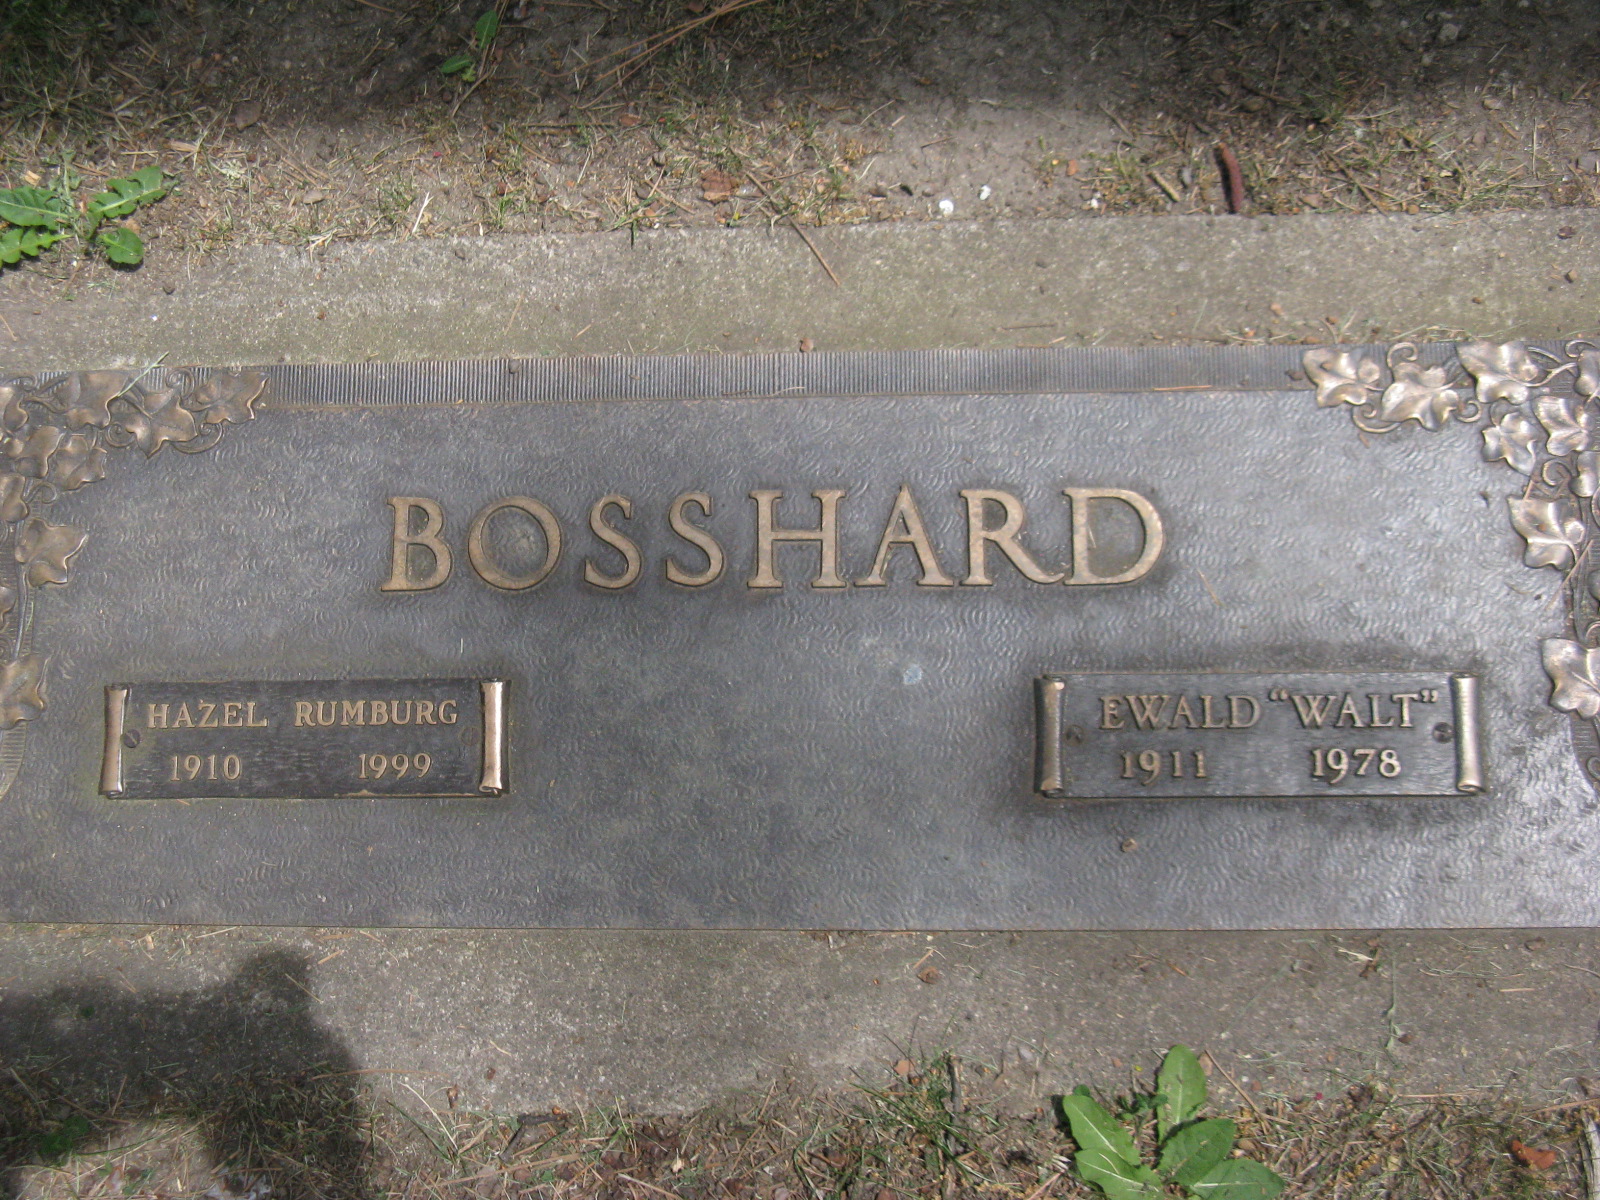 BOSSHARD
HAZEL RUMBURG
1910 1999
EWALD "WALT"
1911 1978